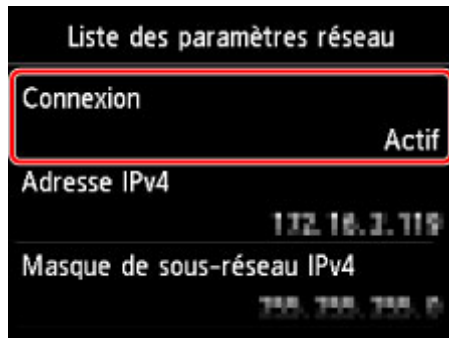 Liste des paramètres réseau
Connexion
Actif
Adresse IPv4
Masque de sous-réseau IPv4